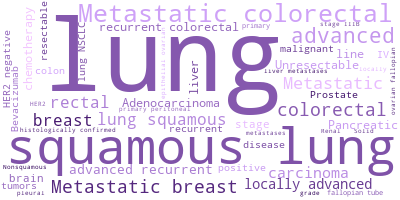 Metastatic colorectal
lung
advanced
recurrent colorectal
primary
stage IIIB
malignant
line
IV
locally
Unresectable
liver metastases
Metastatic
Prostate
colorectal
ovarian fallopian
HER2 negative
Bevacizumab
chemotherapy
resectable
lung NSCLC
colon
epithelial ovarian
liver
HER2
Adenocarcinoma
rectal
primary peritoneal
breast
lung squamous
stage
Pancreatic
histologically confirmed
recurrent
metastases
Renal
Solid
disease
squamous lung
Nonsquamous
brain
tumors
pleural
advanced recurrent
positive
carcinoma
Metastatic breast
locally advanced
grade
fallopian tube